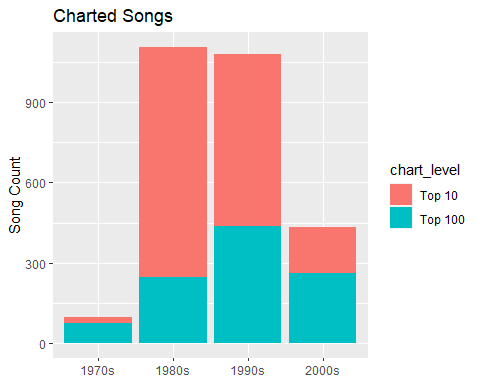 Charted Songs
Song Count
900
600
300
0
1970s 1980s 1990s 2000s
chart_level
Top 10
Top 100